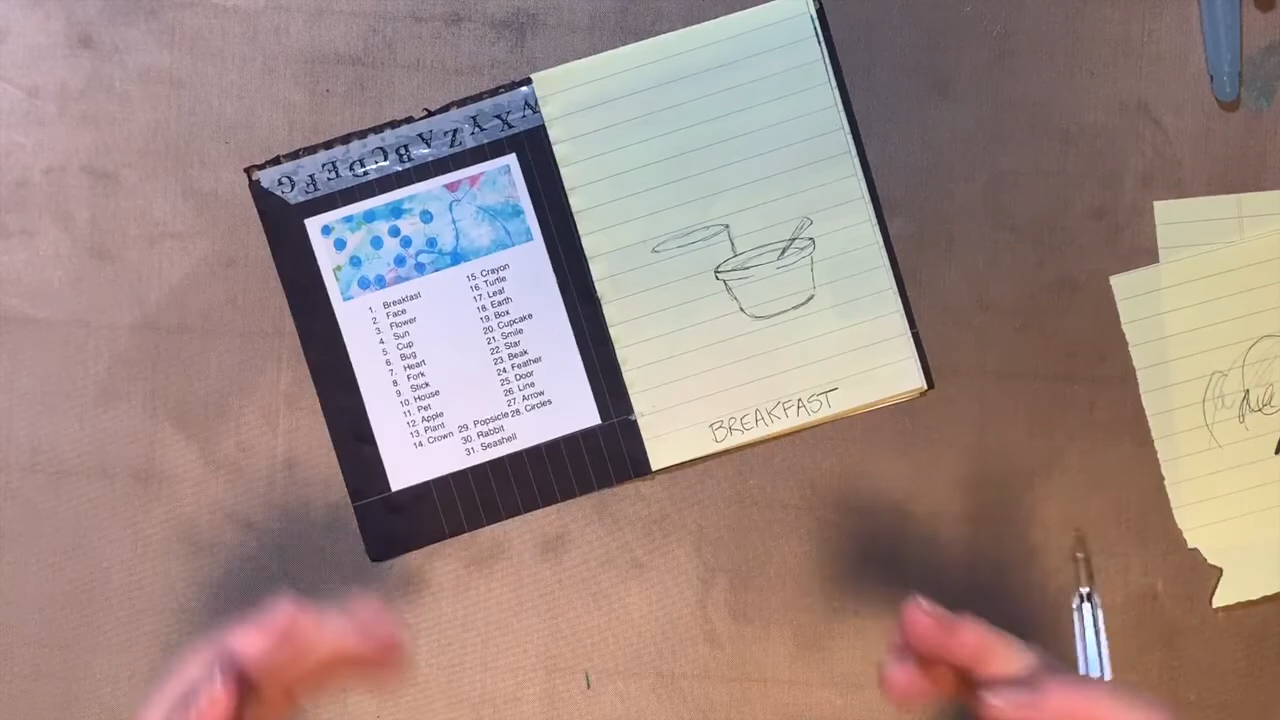 WXYZABCDEFG
1. Breakfast
2. Face
3. Flower
4. Sun
5. Cup
6. Bug
7. Heart
8. Fork
9. Stick
10. House
11. Pet
12. Apple
13. Plant
14. Crown
15. Crayon
16. Turtle
17. Leaf
18. Earth
19. Box
20. Cupcake
21. Smile
22. Star
23. Beak
24. Feather
25. Door
26. Line
27. Arrow
28. Circles
29. Popsicle
30. Rabbit
31. Seashell
BREAKFAST